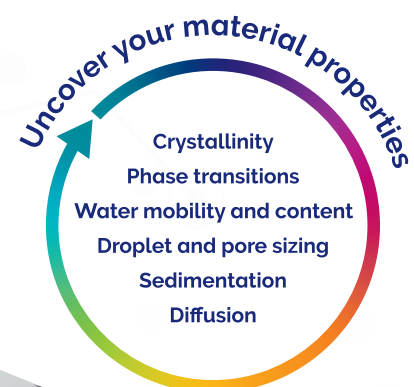 Uncover your material properties
Crystallinity
Phase transitions
Water mobility and content
Droplet and pore sizing
Sedimentation
Diffusion